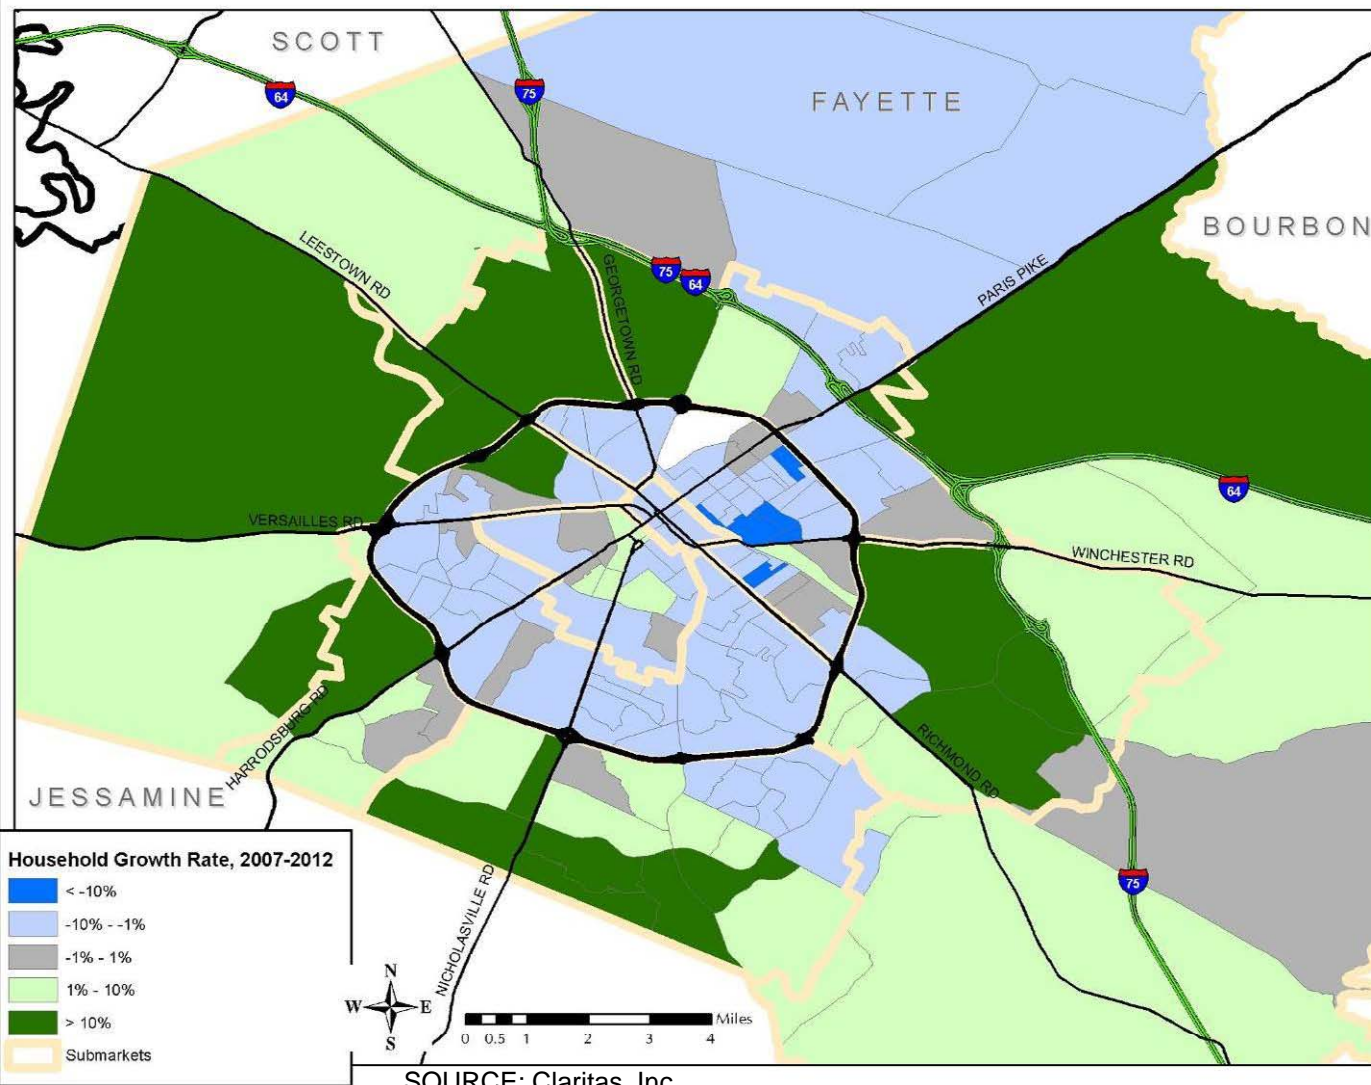 SCOTT
64
75
FAYETTE
BOURBON
LEESTOWN RD
GEORGETOWN RD
75
64
PARIS PIKE
64
VERSAILLES RD
WINCHESTER RD
HARRODSBURG RD
RICHMOND RD
JESSAMINE
NICHOLASVILLE RD
75
Household Growth Rate, 2007-2012
< -10%
-10% - -1%
-1% - 1%
1% - 10%
> 10%
Submarkets
N
W E
S
Miles
0 0.5 1 2 3 4
SOURCE: Claritas, Inc